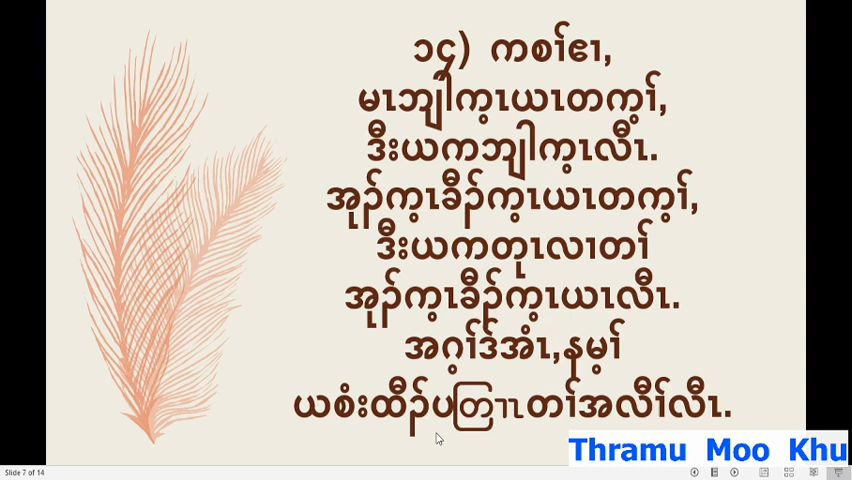 ၁၄) ကစၢ်ဧၢ,
မၤဘျါက့ၤယၤတက့ၢ်,
ဒီးယကဘျါက့ၤလီၤ.
အုၣ်က့ၤခီၣ်က့ၤယၤတက့ၢ်,
ဒီးယကတုၤလၢတၢ်
အုၣ်က့ၤခီၣ်က့ၤယၤလီၤ.
အဂ့ၢ်ဒ်အံၤ,နမ့ၢ်
ယစံးထီၣ်ပတြၢၤတၢ်အလီၢ်လီၤ.
Thramu Moo Khu
Slide 7 of 14